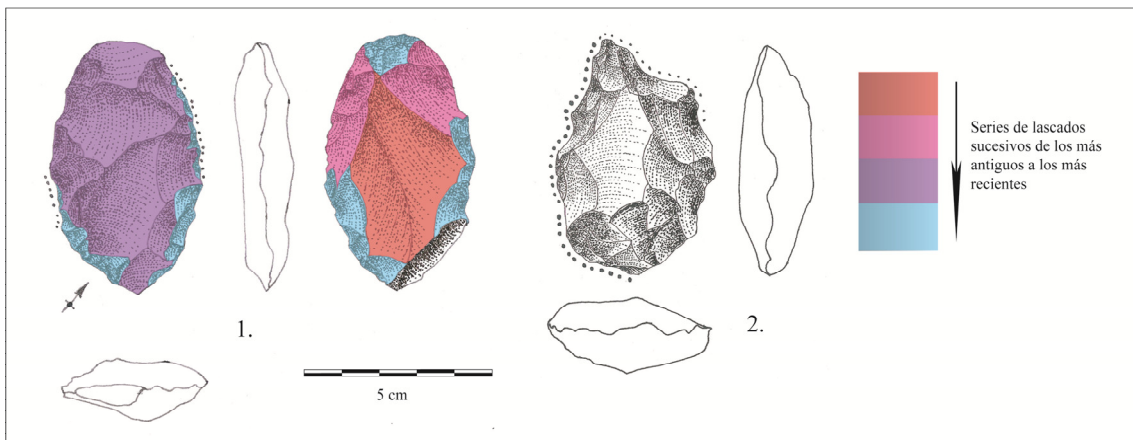 Series de lascados
sucesivos de los más
antiguos a los más
recientes
1.
2.
5 cm